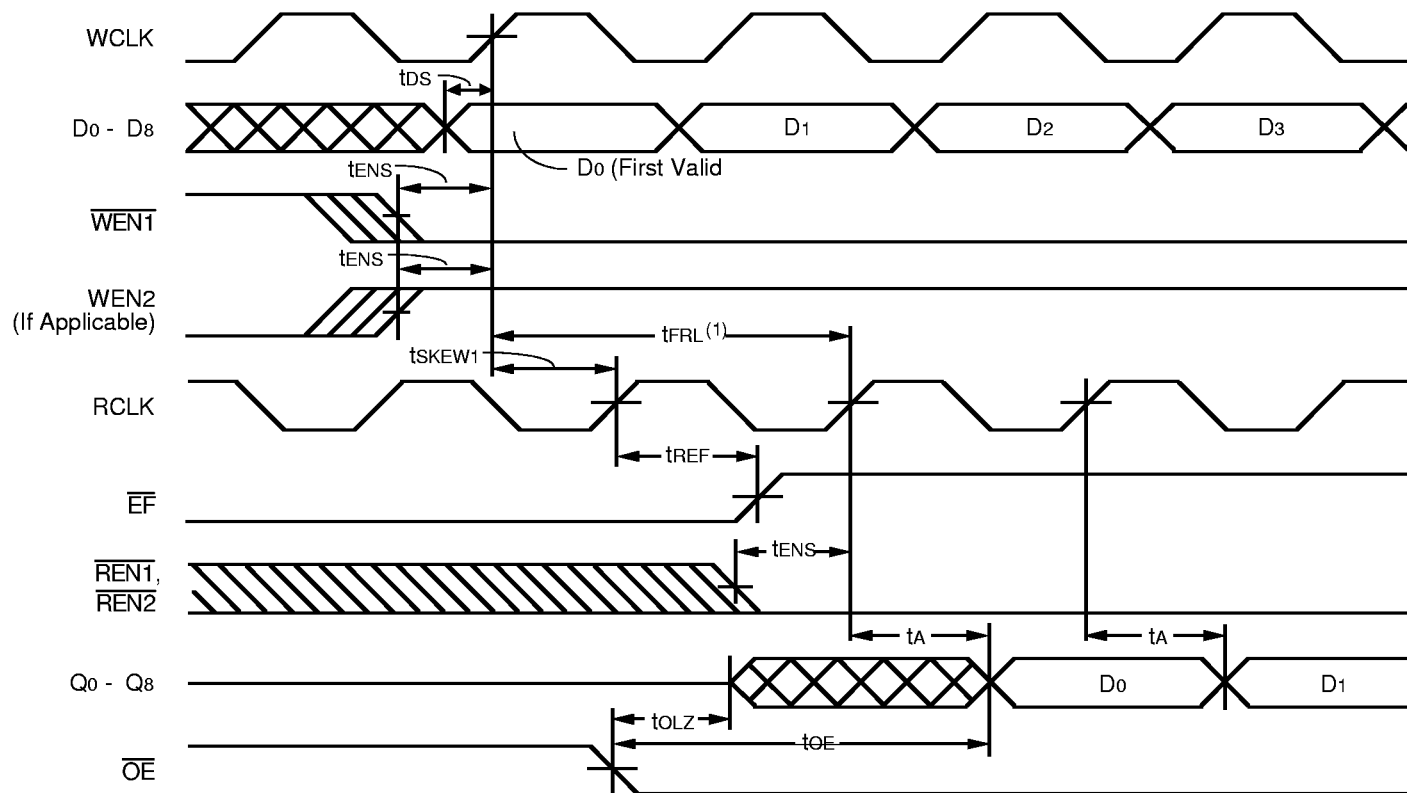 WCLK
tDS
D0 - D8
D1
D2
D3
D0 (First Valid
tENS
WEN1
tENS
WEN2
(If Applicable)
tFRL(1)
tSKEW1
RCLK
tREF
EF
tENS
REN1,
REN2
tA
tA
Q0 - Q8
D0
D1
tOLZ
tOE
OE